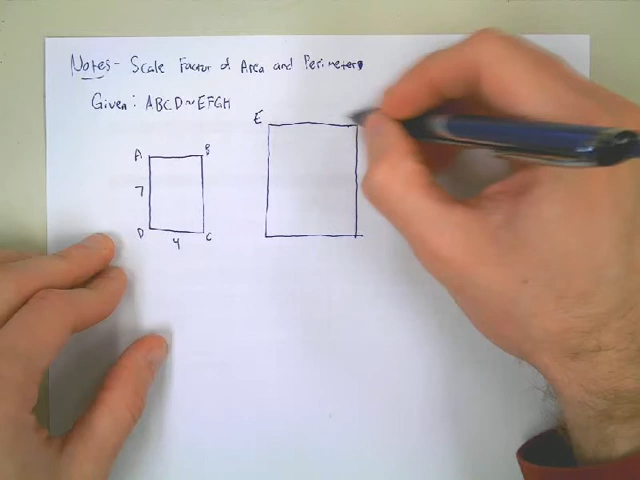 Notes- Scale Factor of Area and Perimeter
Given: ABCD~EFGH
E
A B
7
D C
4